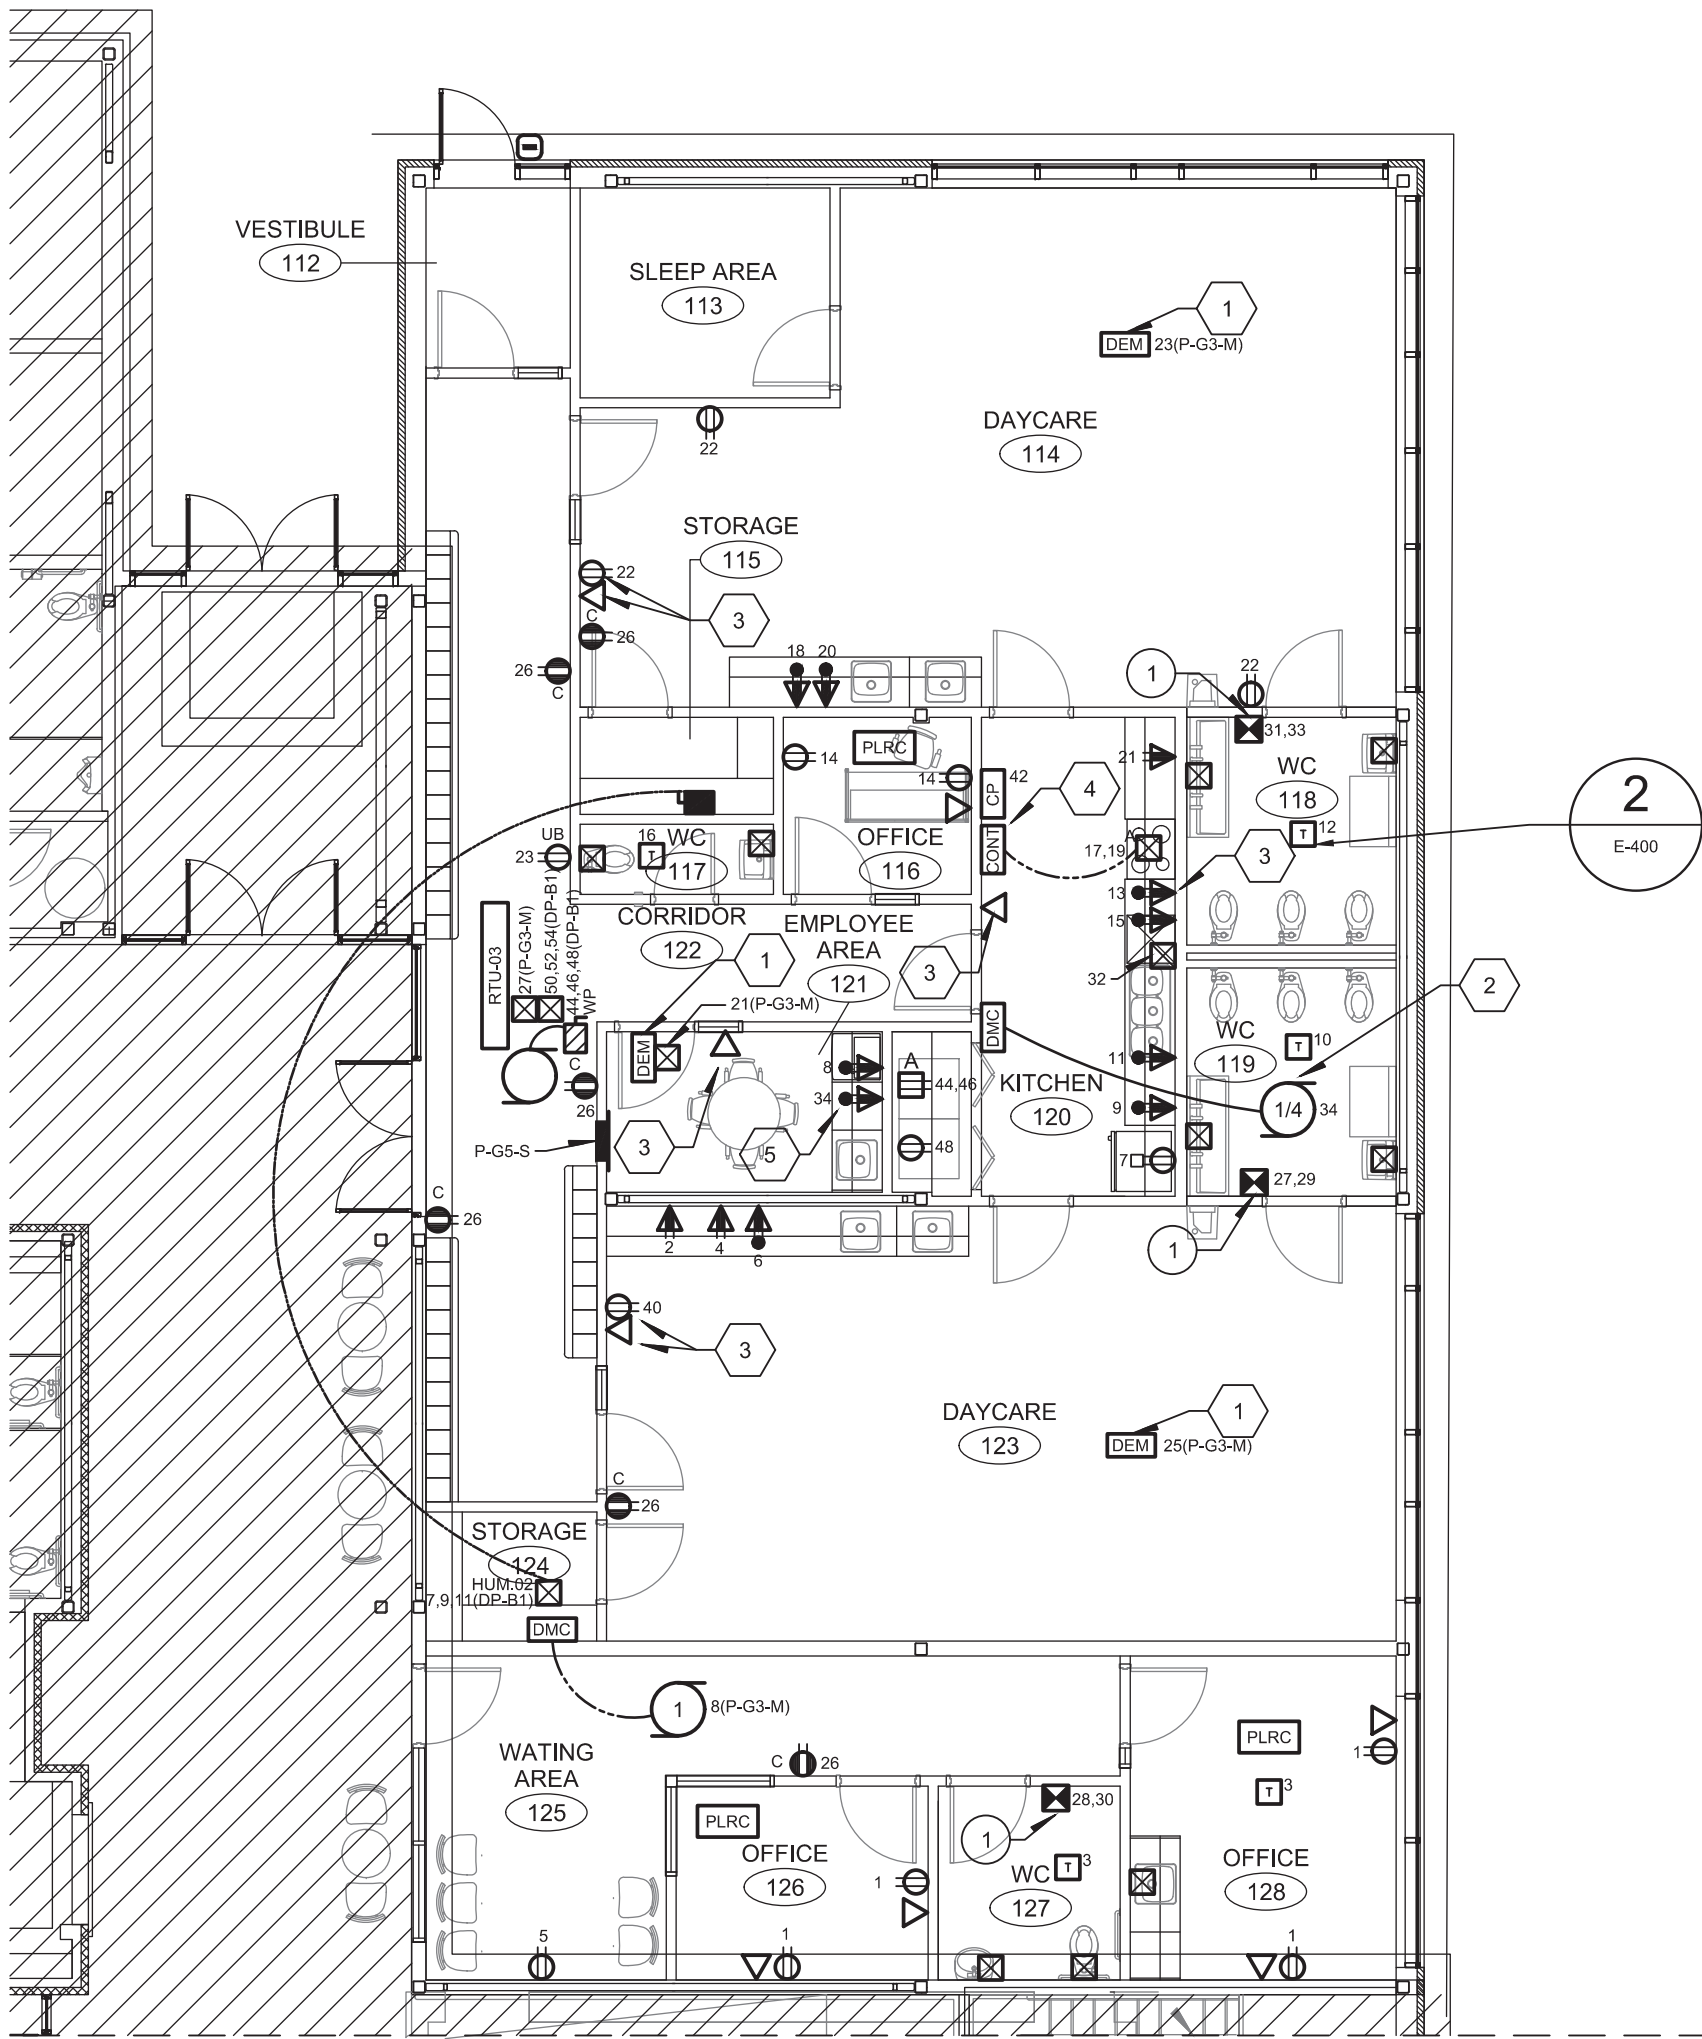 VESTIBULE
112
SLEEP AREA
113
1
DEM 23(P-G3-M)
22
DAYCARE
114
STORAGE
115
22
3
C
26
26
C
18 20
1
22
31,33
14
PLRC
14
CP
42
4
21
WC
118
T 12
2
E-400
UB
23
16
T
WC
117
OFFICE
116
CONT
A
17,19
3
13
15
CORRIDOR
122
EMPLOYEE
AREA
121
RTU-03
27(P-G3-M)
50,52,54(DP-B1)
44,46,48(DP-B1)
WP
1
21(P-G3-M)
3
32
2
DMC
WC
119
T 10
DEM
C
26
8
34
A
44,46
48
KITCHEN
120
11
9
1/4 34
P-G5-S
3
5
7
27,29
C
26
2
4
6
1
40
3
DAYCARE
123
1
DEM 25(P-G3-M)
C
26
STORAGE
124
HUM.02
7,9,11(DP-B1)
DMC
1 8(P-G3-M)
WATING
AREA
125
C 26
PLRC
1
T 3
PLRC
OFFICE
126
1
28,30
1
WC
127
T 3
OFFICE
128
5
1
1